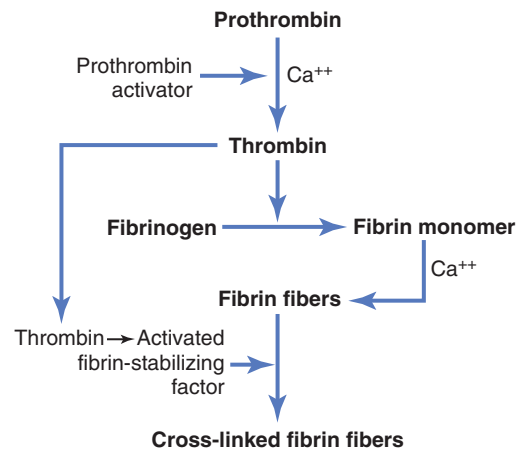 Prothrombin
Prothrombin
activator
Ca++
Thrombin
Fibrinogen
Fibrin monomer
Ca++
Fibrin fibers
Thrombin → Activated
fibrin-stabilizing
factor
Cross-linked fibrin fibers